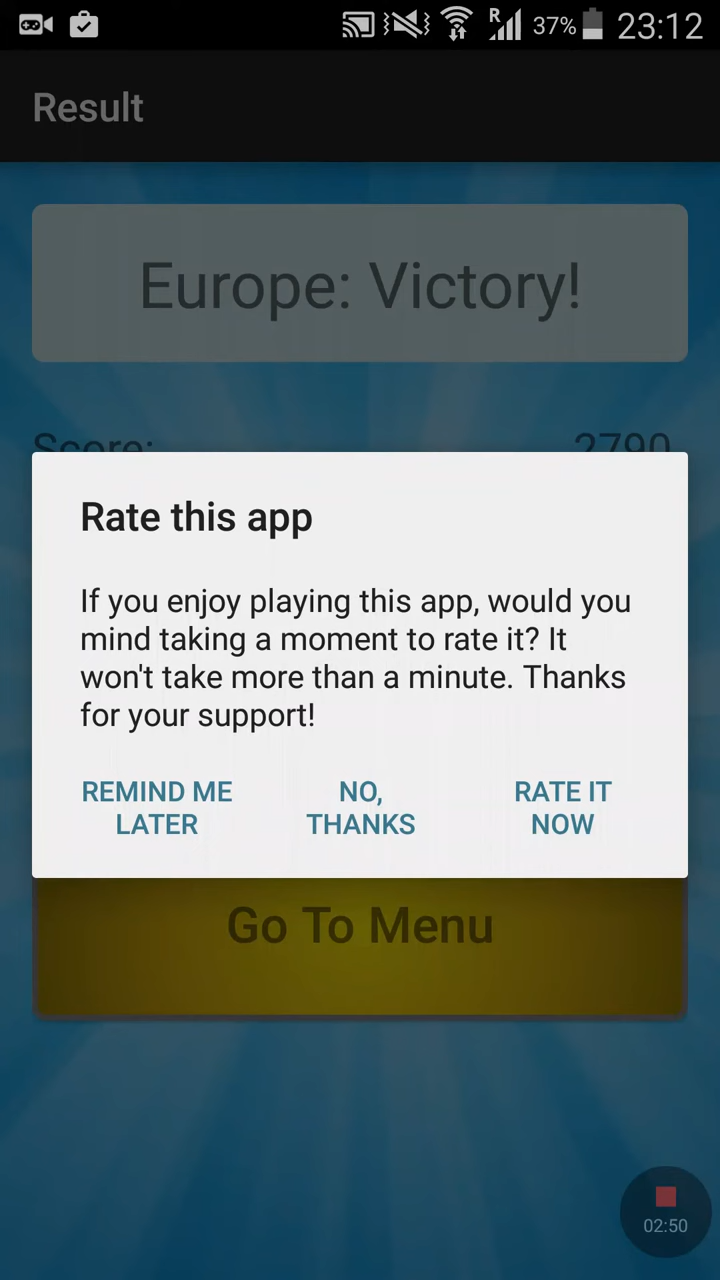 R 37% 23:12
Result
Europe: Victory!
Score: 2790
Rate this app
If you enjoy playing this app, would you
mind taking a moment to rate it? It
won't take more than a minute. Thanks
for your support!
REMIND ME
LATER
NO,
THANKS
RATE IT
NOW
Go To Menu
02:50